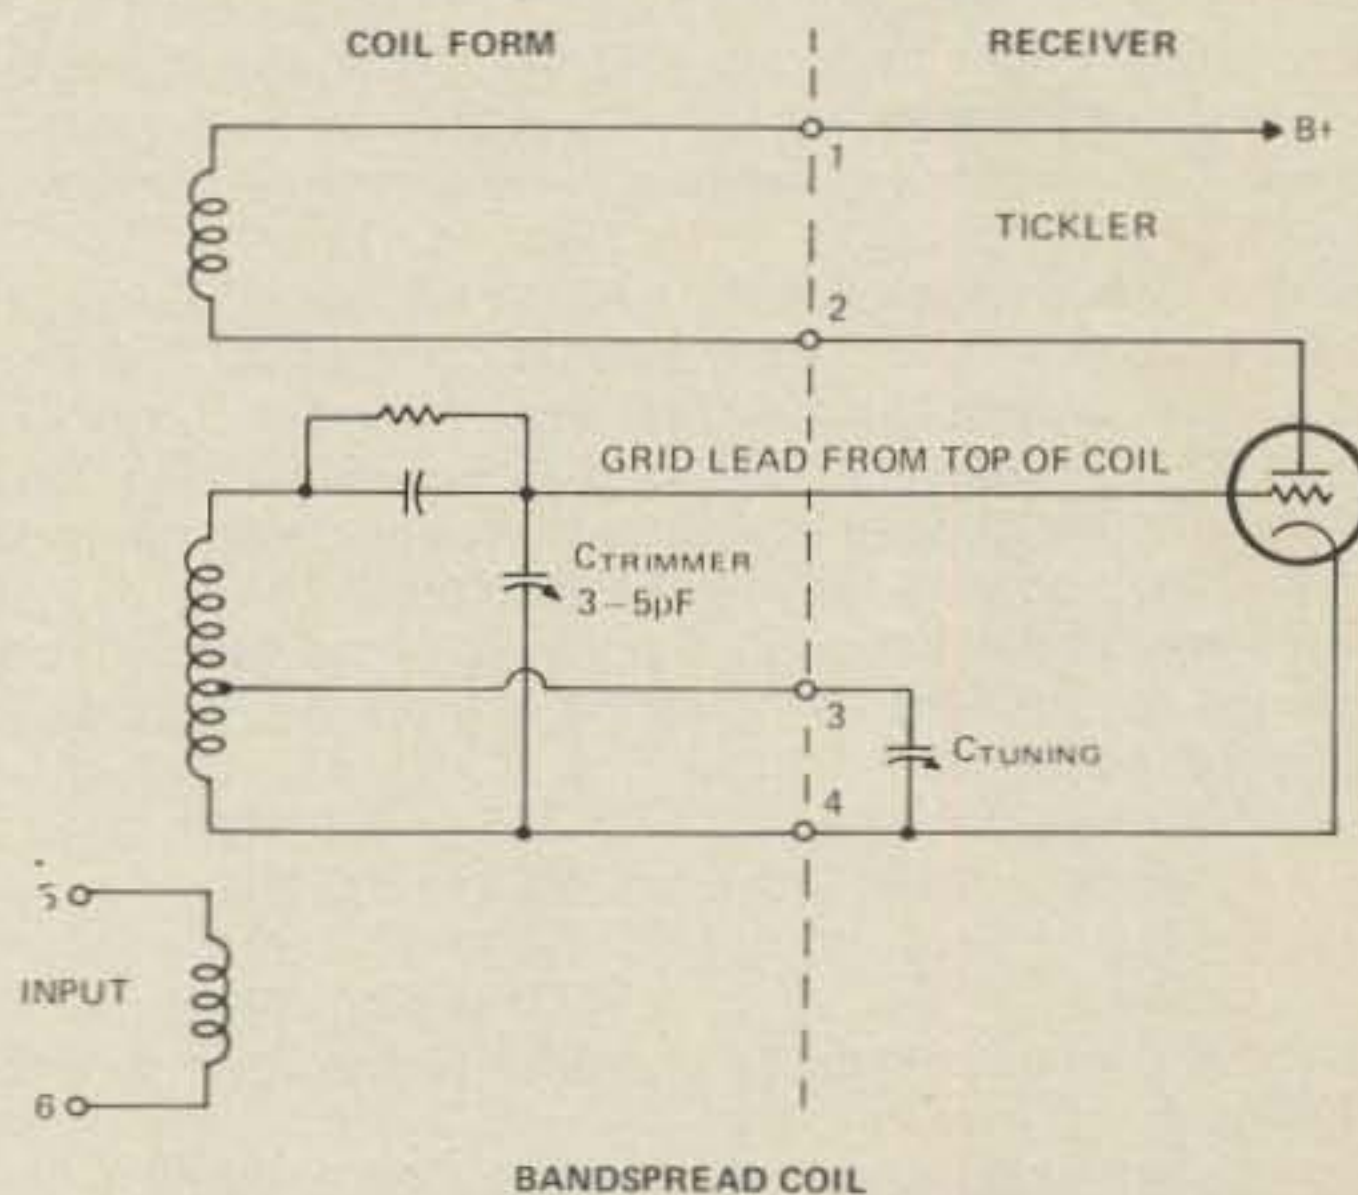 COIL FORM
RECEIVER
1
B+
TICKLER
2
GRID LEAD FROM TOP OF COIL
CTRIMMER
3-5pF
3
CTUNING
4
5
INPUT
6
BANDSPREAD COIL